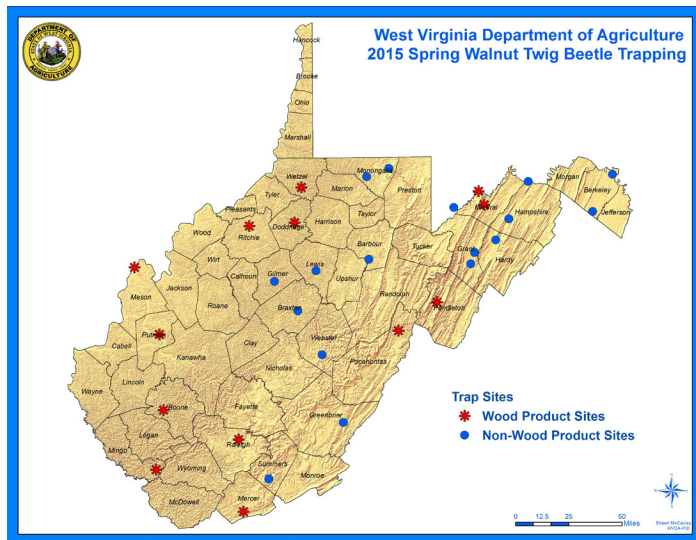 West Virginia Department of Agriculture
2015 Spring Walnut Twig Beetle Trapping
DEPARTMENT OF
AGRICULTURE
Hancock
Brooke
Ohio
Marshall
Wetzel
Monongalia
Marion
Preston
Tyler
Pleasants
Doddridge
Harrison
Taylor
Wood
Ritchie
Morgan
Berkeley
Jefferson
Mineral
Hampshire
Barbour
Tucker
Grant
Hardy
Wirt
Calhoun
Gilmer
Lewis
Upshur
Randolph
Mason
Jackson
Roane
Braxton
Pendleton
Putnam
Clay
Webster
Cabell
Kanawha
Nicholas
Pocahontas
Wayne
Lincoln
Boone
Fayette
Greenbrier
Logan
Raleigh
Mingo
Wyoming
Summers
Monroe
McDowell
Mercer
Trap Sites
Wood Product Sites
Non-Wood Product Sites
0 12.5 25 50
Miles
Shawn McCauley
WVDA-PID